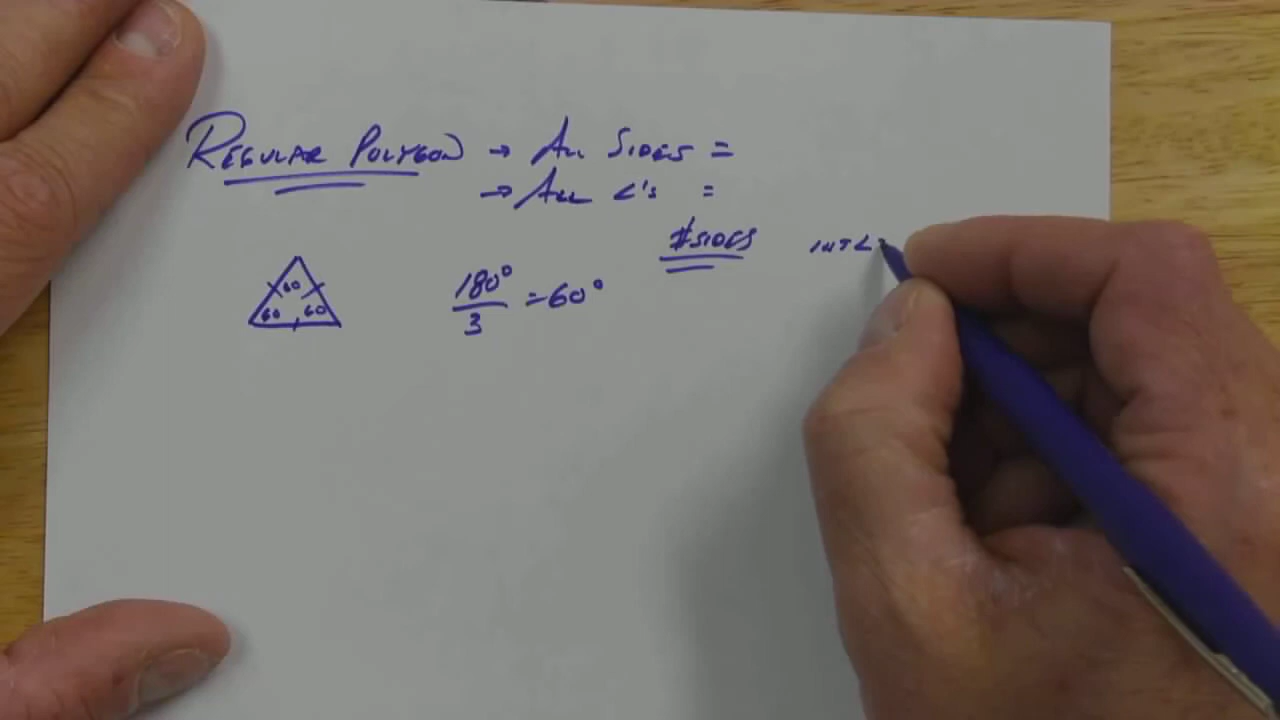 REGULAR POLYGON → ALL SIDES =
→ ALL ∠'s =
#SIDES INT ∠
60
60 60
180°
3
=60°